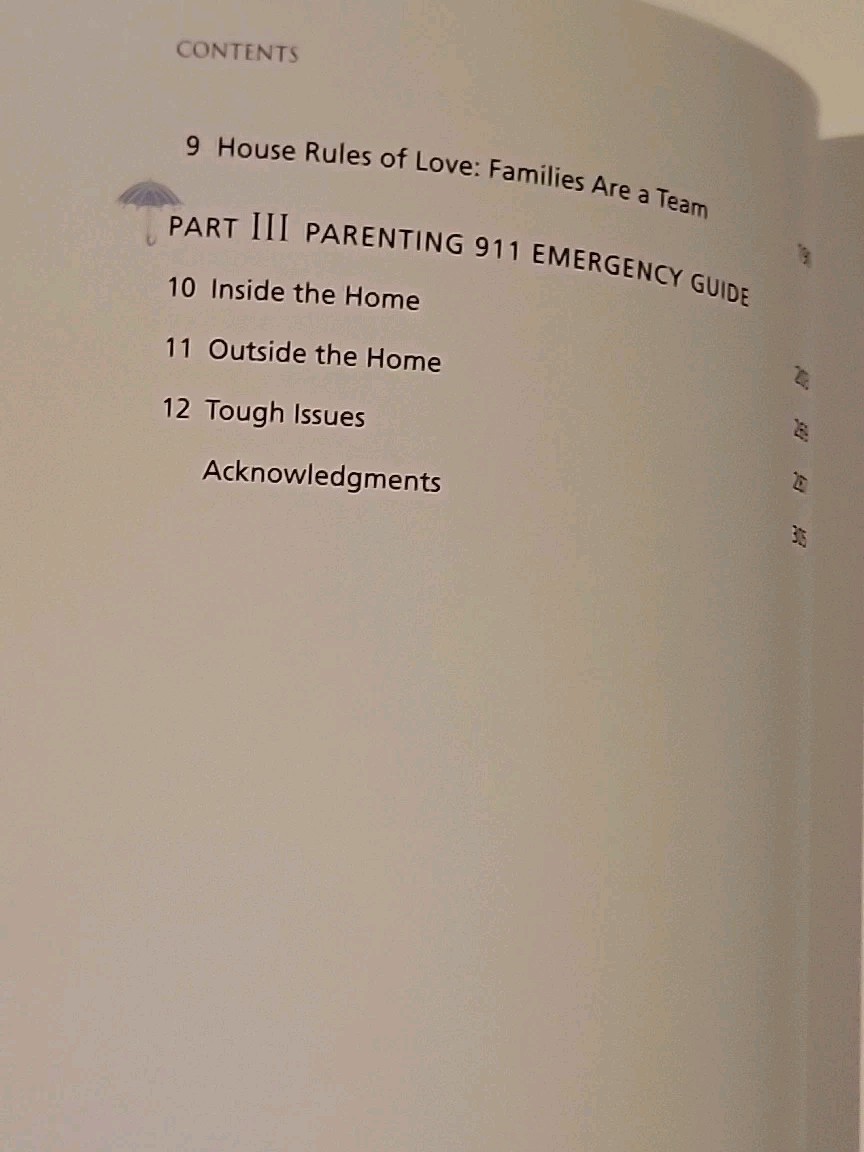 CONTENTS
9 House Rules of Love: Families Are a Team
PART III PARENTING 911 EMERGENCY GUIDE
10 Inside the Home
11 Outside the Home
12 Tough Issues
Acknowledgments 305